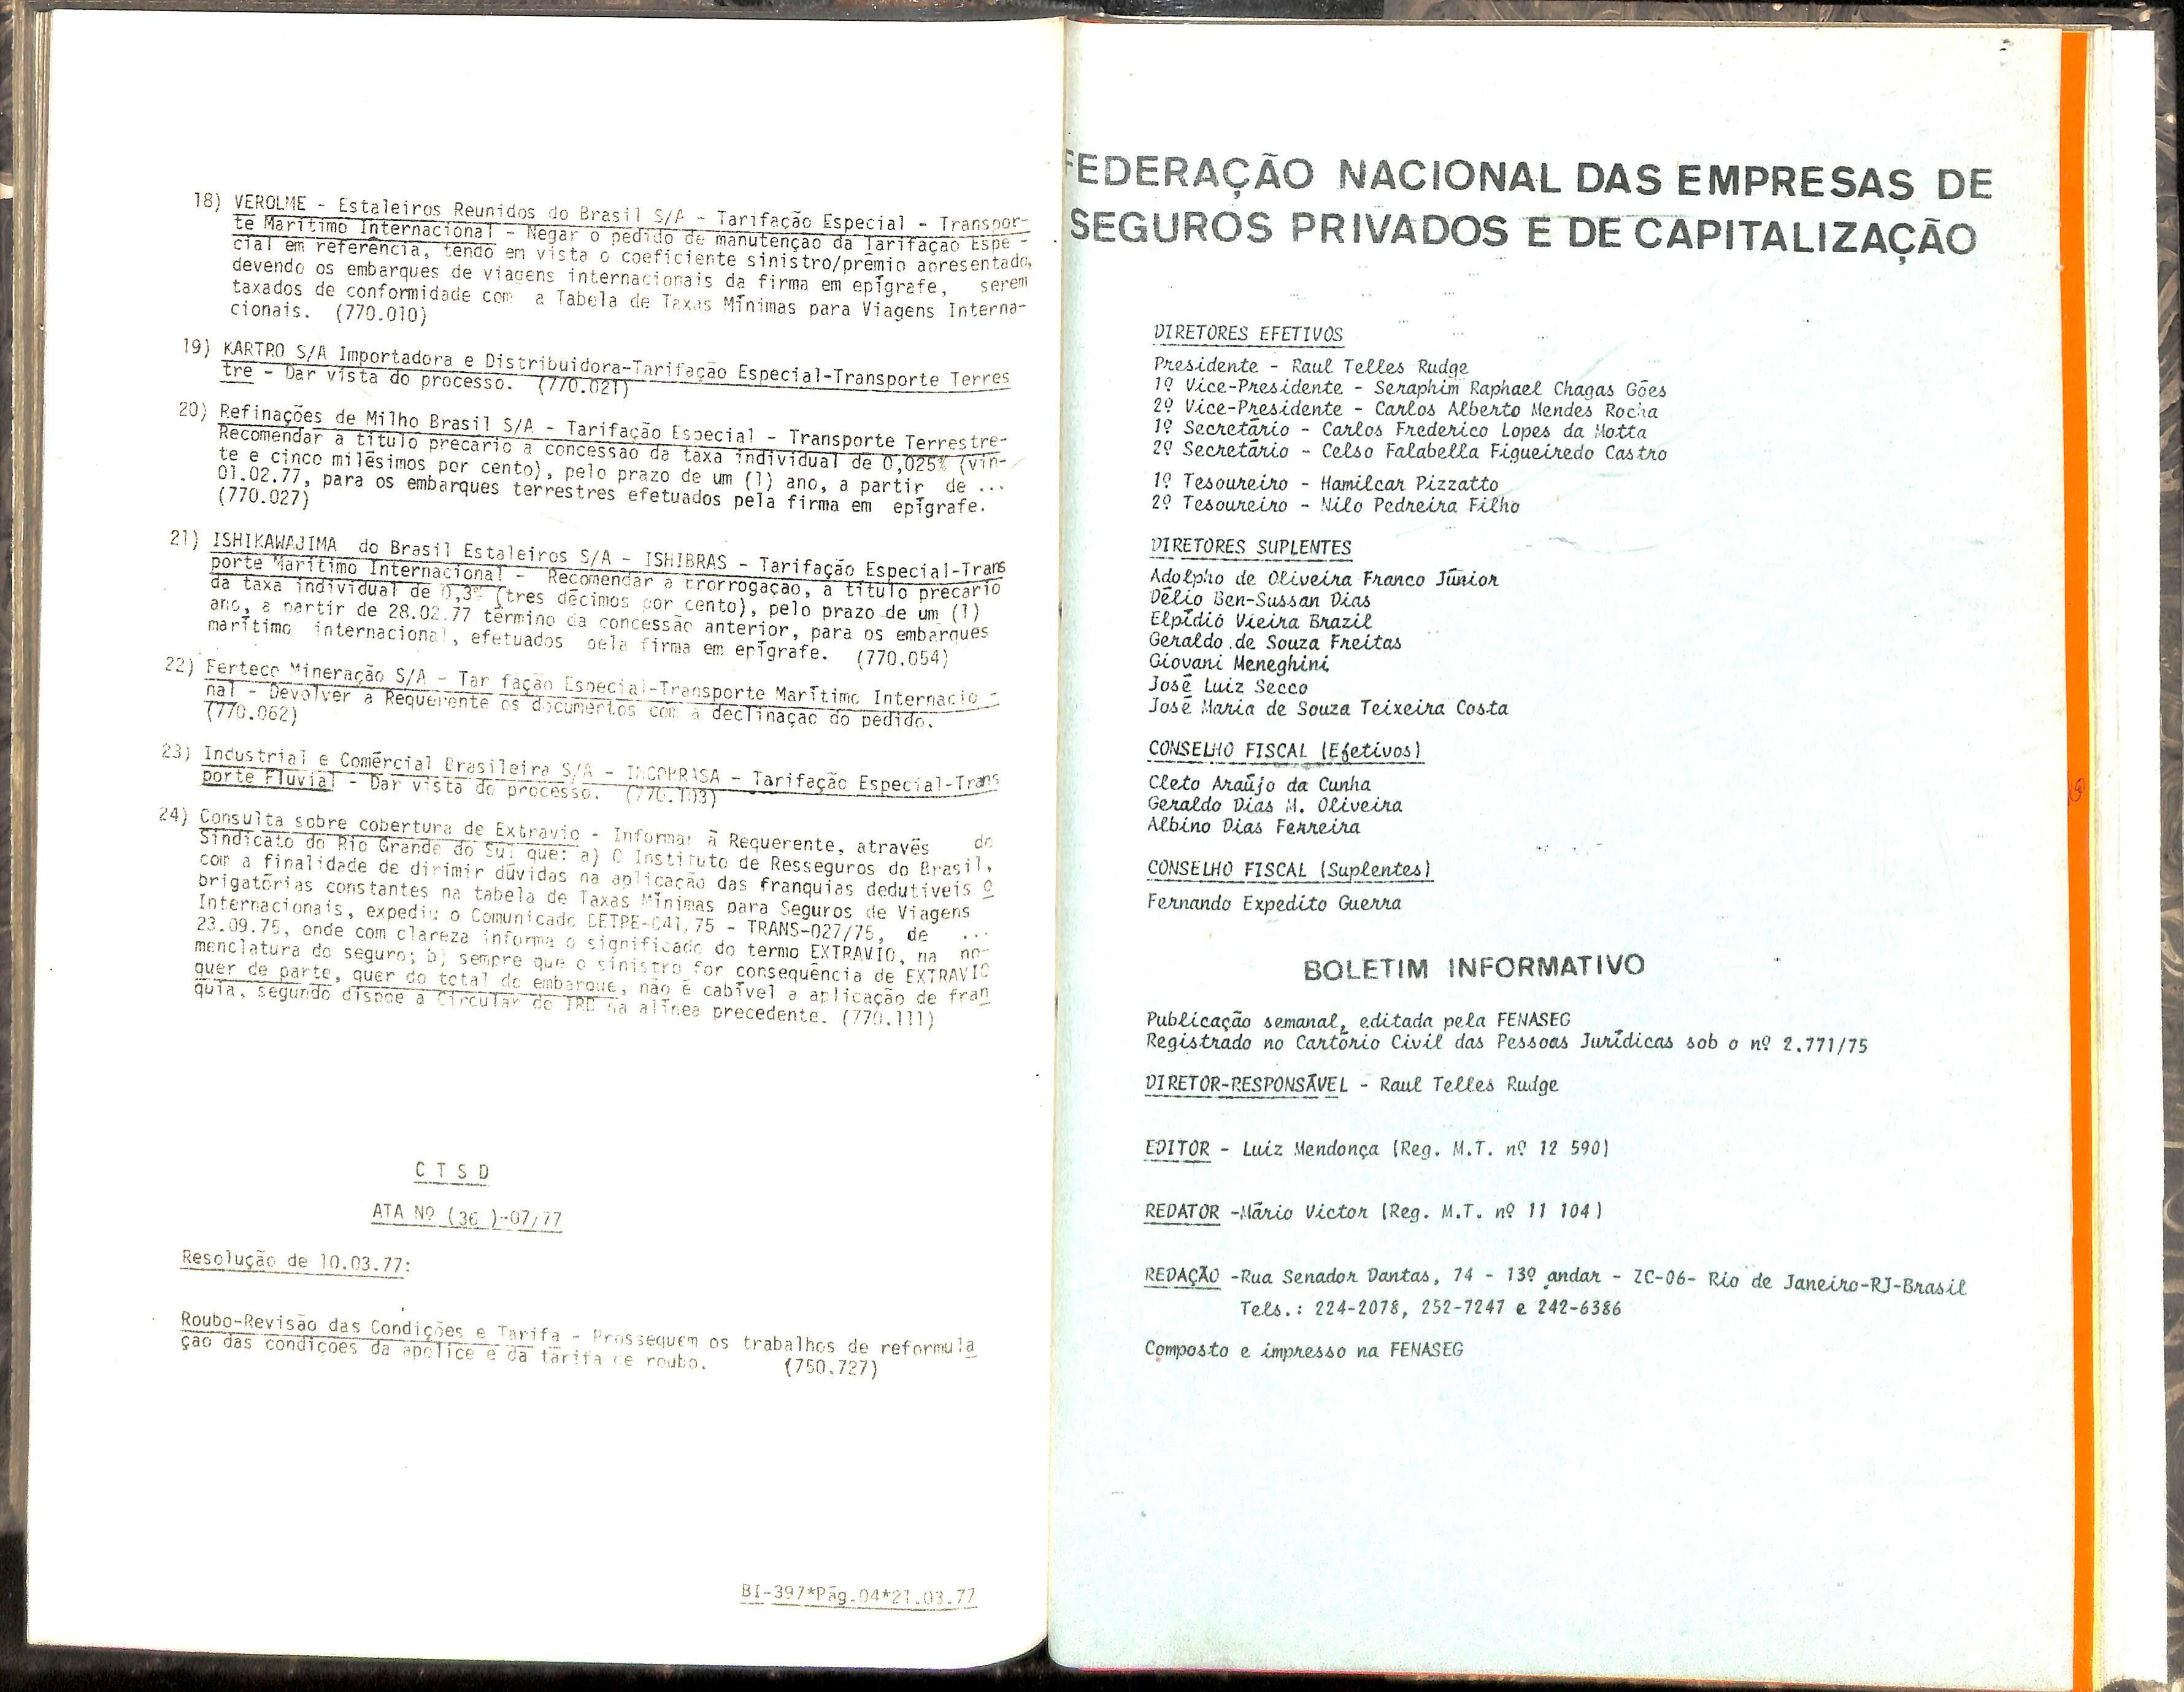 18) VEROLME - Estaleiros Reunidos do Brasil S/A - Tarifação Especial - Transpor-
te Marítimo Internacional - Negar o pedido de manutenção da Tarifação Espe -
cial em referência, tendo em vista o coeficiente sinistro/prêmio apresentado,
devendo os embarques de viagens internacionais da firma em epígrafe, serem
taxados de conformidade com a Tabela de Taxas Mínimas para Viagens Interna-
cionais. (770.010)
19) KARTRO S/A Importadora e Distribuidora-Tarifação Especial-Transporte Terres
tre - Dar vista do processo. (770.021)
20) Refinações de Milho Brasil S/A - Tarifação Especial - Transporte Terrestre-
Recomendar a título precário a concessão da taxa individual de 0,025% (vin-
te e cinco milésimos por cento), pelo prazo de um (1) ano, a partir de ...
01.02.77, para os embarques terrestres efetuados pela firma em epígrafe.
(770.027)
21) ISHIKAWAJIMA do Brasil Estaleiros S/A - ISHIBRAS - Tarifação Especial-Trans
porte Marítimo Internacional - Recomendar a prorrogação, a título precário
da taxa individual de 0,3% (tres décimos por cento), pelo prazo de um (1)
ano, a partir de 28.02.77 término da concessão anterior, para os embarques
marítimo internacional, efetuados pela firma em epígrafe. (770.054)
22) Ferteco Mineração S/A - Tar fação Especial-Transporte Marítimo Internacio -
nal - Devolver a Requerente os documentos com a declinação do pedido.
(770.062)
23) Industrial e Comércial Brasileira S/A - INCOBRASA - Tarifação Especial-Trans
porte Fluvial - Dar vista do processo. (770.103)
24) Consulta sobre cobertura de Extravio - Informar ã Requerente, através do
Sindicato do Rio Grande do Sul que: a) O Instituto de Resseguros do Brasil,
com a finalidade de dirimir dúvidas na aplicação das franquias dedutíveis o
brigatórias constantes na tabela de Taxas Mínimas para Seguros de Viagens
Internacionais, expediu o Comunicado DETRE-041/75 - TRANS-027/75, de ...
23.09.75, onde com clareza informa o significado do termo EXTRAVIO, na no-
menclatura do seguro; b) sempre que o sinistro for consequência de EXTRAVIO
quer de parte, quer do total do embarque, não é cabível a aplicação de fran
quia, segundo dispoe a Circular do IRB na alínea precedente. (770.111)
C T S D
ATA Nº (36 )-07/77
Resolução de 10.03.77:
Roubo-Revisão das Condições e Tarifa - Prosseguem os trabalhos de reformula
ção das condições da apólice e da tarifa de roubo. (750.727)
BI-397*Pág.04*21.03.77
FEDERAÇÃO NACIONAL DAS EMPRESAS DE
SEGUROS PRIVADOS E DE CAPITALIZAÇÃO
DIRETORES EFETIVOS
Presidente - Raul Telles Rudge
1º Vice-Presidente - Seraphim Raphael Chagas Góes
2º Vice-Presidente - Carlos Alberto Mendes Rocha
1º Secretário - Carlos Frederico Lopes da Motta
2º Secretário - Celso Falabella Figueiredo Castro
1º Tesoureiro - Hamilcar Pizzatto
2º Tesoureiro - Nilo Pedreira Filho
DIRETORES SUPLENTES
Adolpho de Oliveira Franco Júnior
Délio Ben-Sussan Dias
Elpídio Vieira Brazil
Geraldo de Souza Freitas
Giovani Meneghini
José Luiz Secco
José Maria de Souza Teixeira Costa
CONSELHO FISCAL (Efetivos)
Cleto Araújo da Cunha
Geraldo Dias M. Oliveira
Albino Dias Ferreira
CONSELHO FISCAL (Suplentes)
Fernando Expedito Guerra
BOLETIM INFORMATIVO
Publicação semanal, editada pela FENASEG
Registrado no Cartório Civil das Pessoas Jurídicas sob o nº 2.771/75
DIRETOR-RESPONSÁVEL - Raul Telles Rudge
EDITOR - Luiz Mendonça (Reg. M.T. nº 12 590)
REDATOR -Mário Victor (Reg. M.T. nº 11 104)
REDAÇÃO -Rua Senador Dantas, 74 - 13º andar - ZC-06- Rio de Janeiro-RJ-Brasil
Tels.: 224-2078, 252-7247 e 242-6386
Composto e impresso na FENASEG